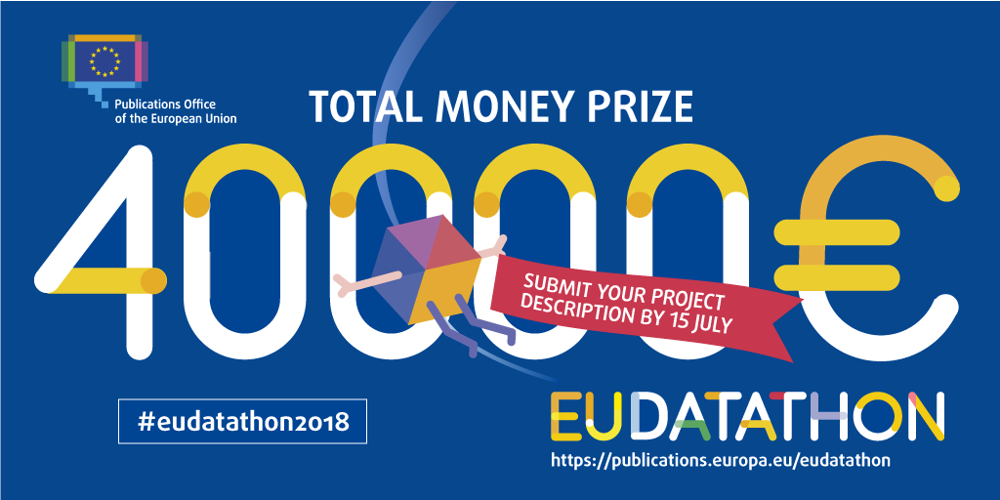 Publications Office
of the European Union
TOTAL MONEY PRIZE
40000€
SUBMIT YOUR PROJECT
DESCRIPTION BY 15 JULY
#eudatathon2018
EUDATATHON
https://publications.europa.eu/eudatathon